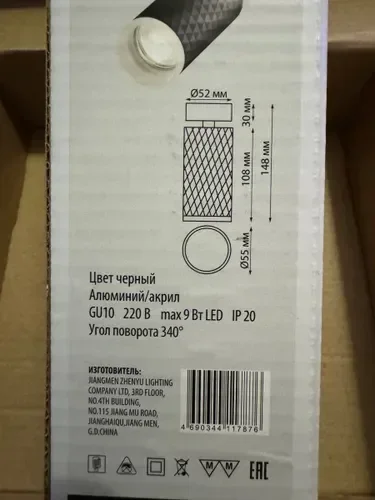 Ø52 мм
30 мм
108 мм
148 мм
Ø55 мм
Цвет черный
Алюминий/акрил
GU10 220 В max 9 Вт LED IP 20
Угол поворота 340°
ИЗГОТОВИТЕЛЬ:
JIANGMEN ZHENYU LIGHTING
COMPANY LTD, 3RD FLOOR,
NO.4TH BUILDING,
NO.115 JIANG MU ROAD,
JIANGHAIQU,JIANG MEN,
G.D.CHINA
4 690344 117876
M M
EAC